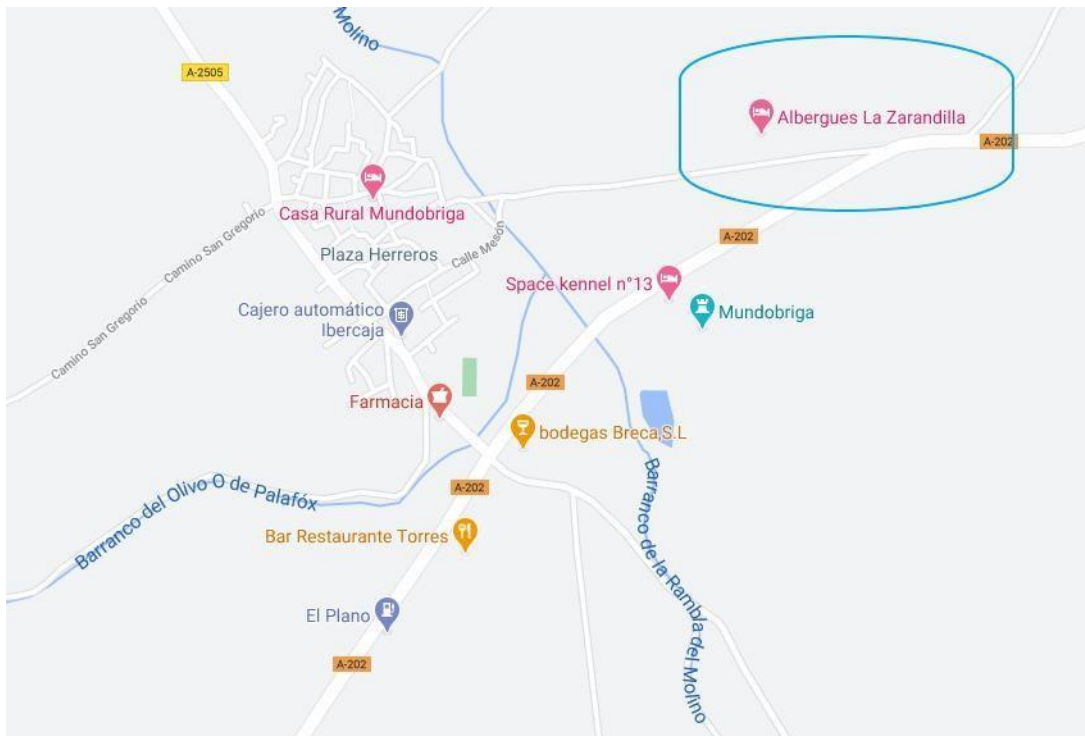 Molino
A-2505
Albergues La Zarandilla
A-202
Casa Rural Mundobriga
Camino San Gregorio
A-202
Plaza Herreros
Calle Mesón
Space kennel n°13
Mundobriga
Cajero automático
Ibercaja
Camino San Gregorio
A-202
Farmacia
bodegas Breca,S.L
Barranco del Olivo O de Palafóx
A-202
Barranco de la Rambla del Molino
Bar Restaurante Torres
El Plano
A-202